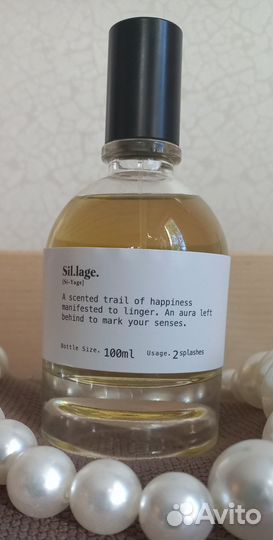 Sil.lage.
[Si·Yage]
A scented trail of happiness
manifested to linger. An aura left
behind to mark your senses.
Bottle Size. 100ml Usage. 2 splashes
Avito